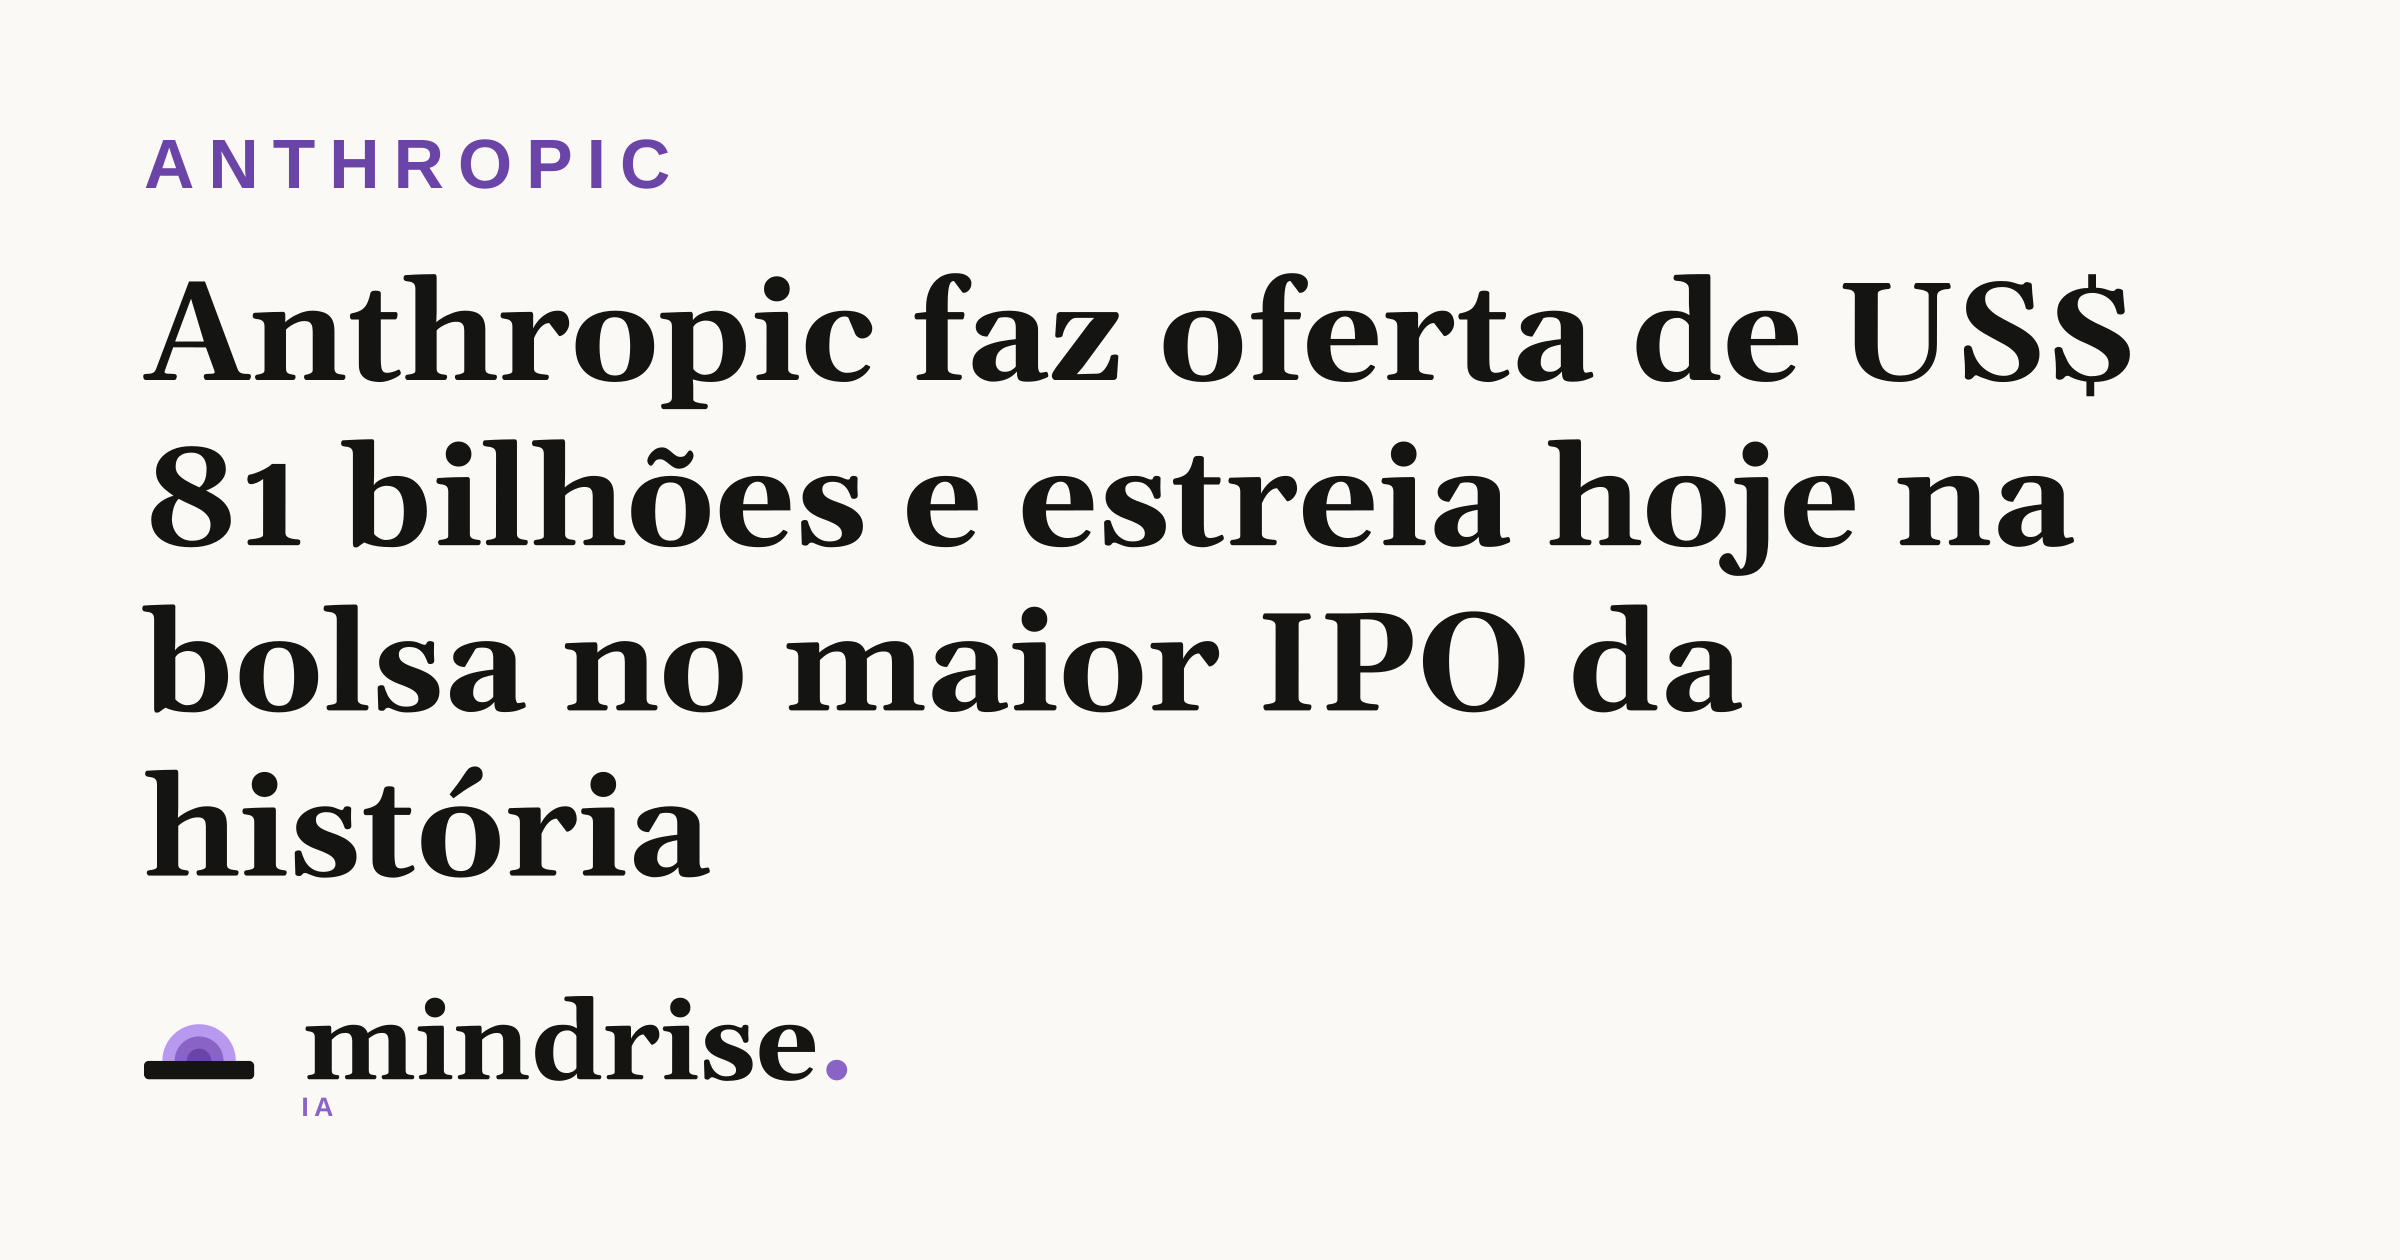 ANTHROPIC
Anthropic faz oferta de US$
81 bilhões e estreia hoje na
bolsa no maior IPO da
história
mindrise.
IA